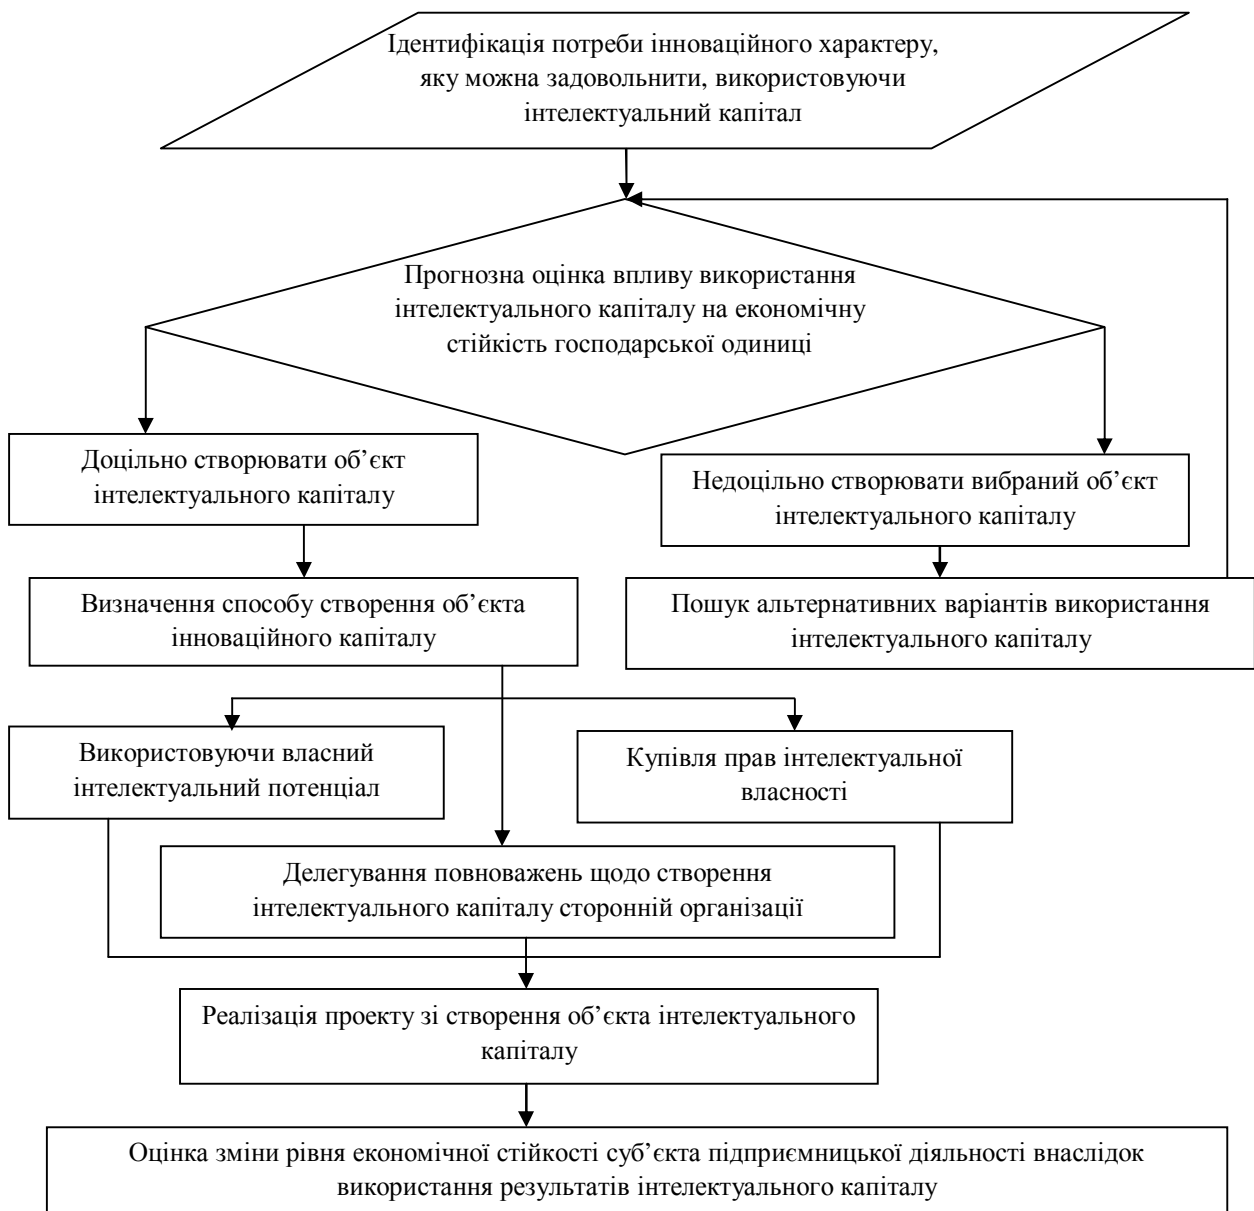 Ідентифікація потреби інноваційного характеру,
яку можна задовольнити, використовуючи
інтелектуальний капітал
Прогнозна оцінка впливу використання
інтелектуального капіталу на економічну
стійкість господарської одиниці
Доцільно створювати об’єкт
інтелектуального капіталу
Недоцільно створювати вибраний об’єкт
інтелектуального капіталу
Визначення способу створення об’єкта
інноваційного капіталу
Пошук альтернативних варіантів використання
інтелектуального капіталу
Використовуючи власний
інтелектуальний потенціал
Купівля прав інтелектуальної
власності
Делегування повноважень щодо створення
інтелектуального капіталу сторонній організації
Реалізація проекту зі створення об’єкта інтелектуального
капіталу
Оцінка зміни рівня економічної стійкості суб’єкта підприємницької діяльності внаслідок
використання результатів інтелектуального капіталу